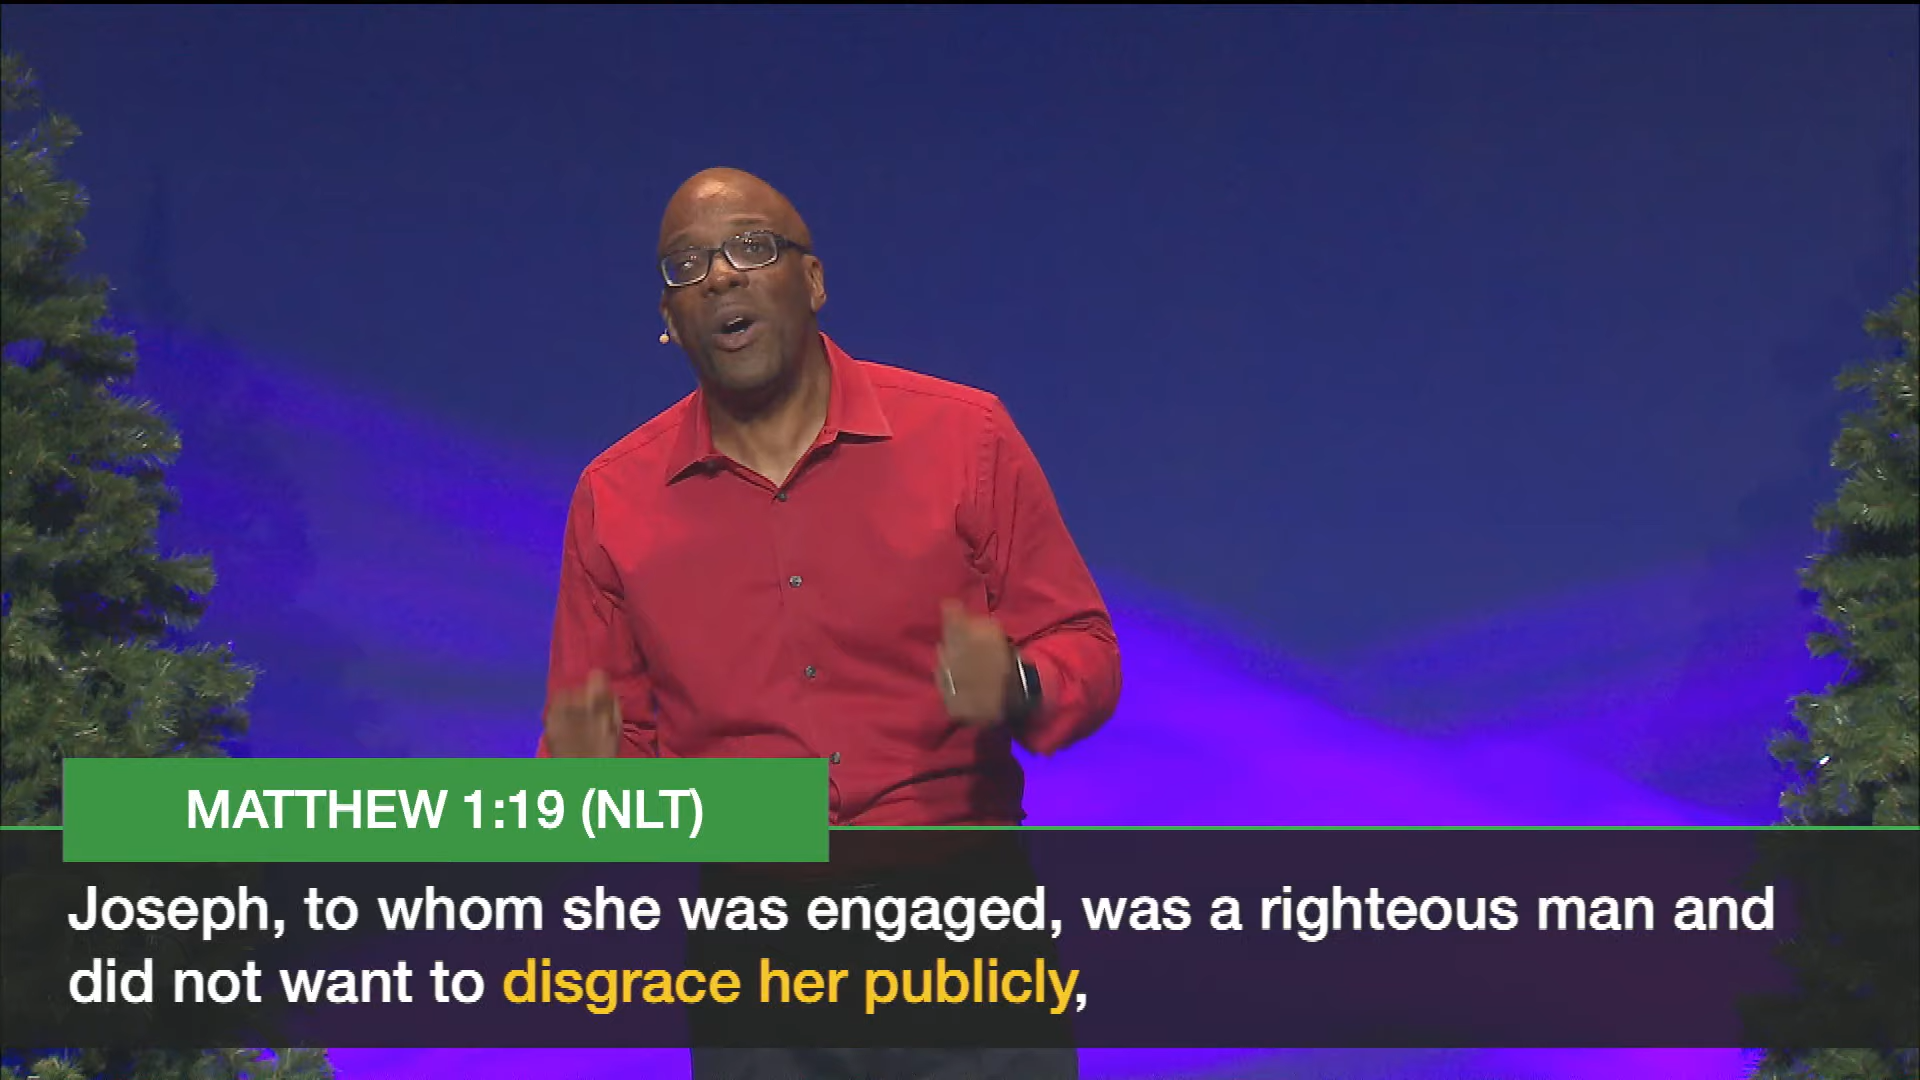 MATTHEW 1:19 (NLT)
Joseph, to whom she was engaged, was a righteous man and
did not want to disgrace her publicly,